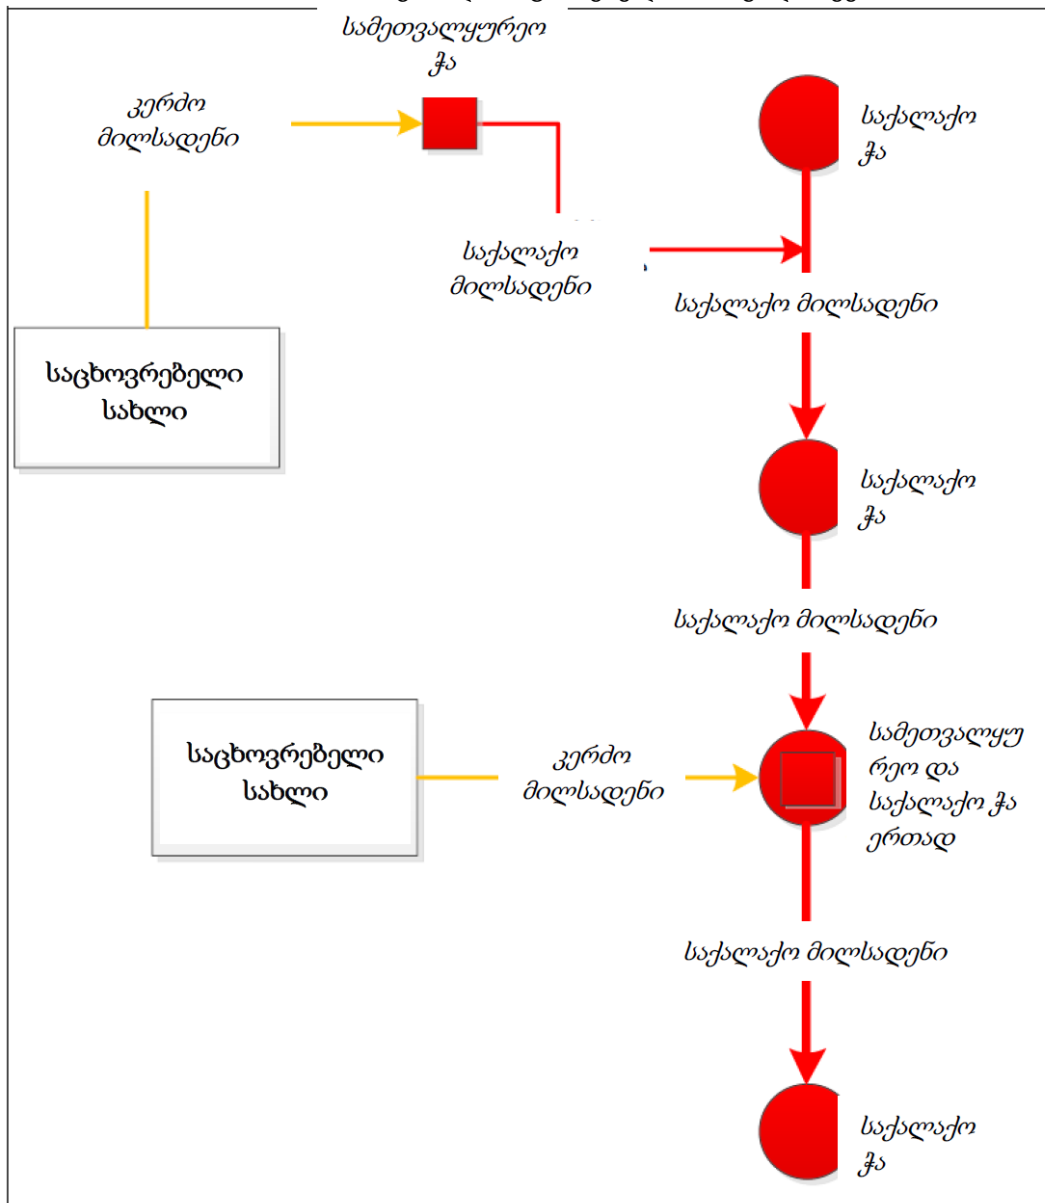 სამეთვალყურეო
ჭა
კერძო
მილსადენი
საქალაქო
ჭა
საქალაქო
მილსადენი
საქალაქო მილსადენი
საცხოვრებელი
სახლი
საქალაქო
ჭა
საქალაქო მილსადენი
საცხოვრებელი
სახლი
კერძო
მილსადენი
სამეთვალყუ
რეო და
საქალაქო ჭა
ერთად
საქალაქო მილსადენი
საქალაქო
ჭა